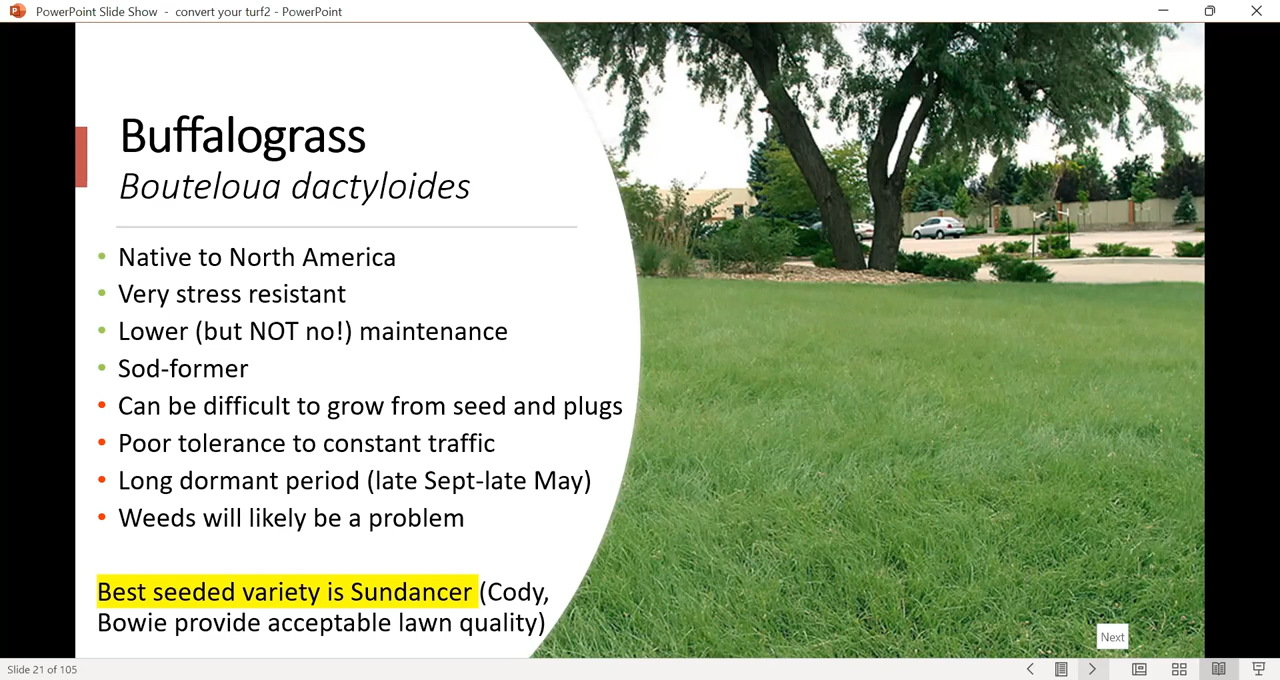 PowerPoint Slide Show - convert your turf2 - PowerPoint
Buffalograss
Bouteloua dactyloides
• Native to North America
• Very stress resistant
• Lower (but NOT no!) maintenance
• Sod-former
• Can be difficult to grow from seed and plugs
• Poor tolerance to constant traffic
• Long dormant period (late Sept-late May)
• Weeds will likely be a problem
Best seeded variety is Sundancer (Cody,
Bowie provide acceptable lawn quality)
Next
Slide 21 of 105